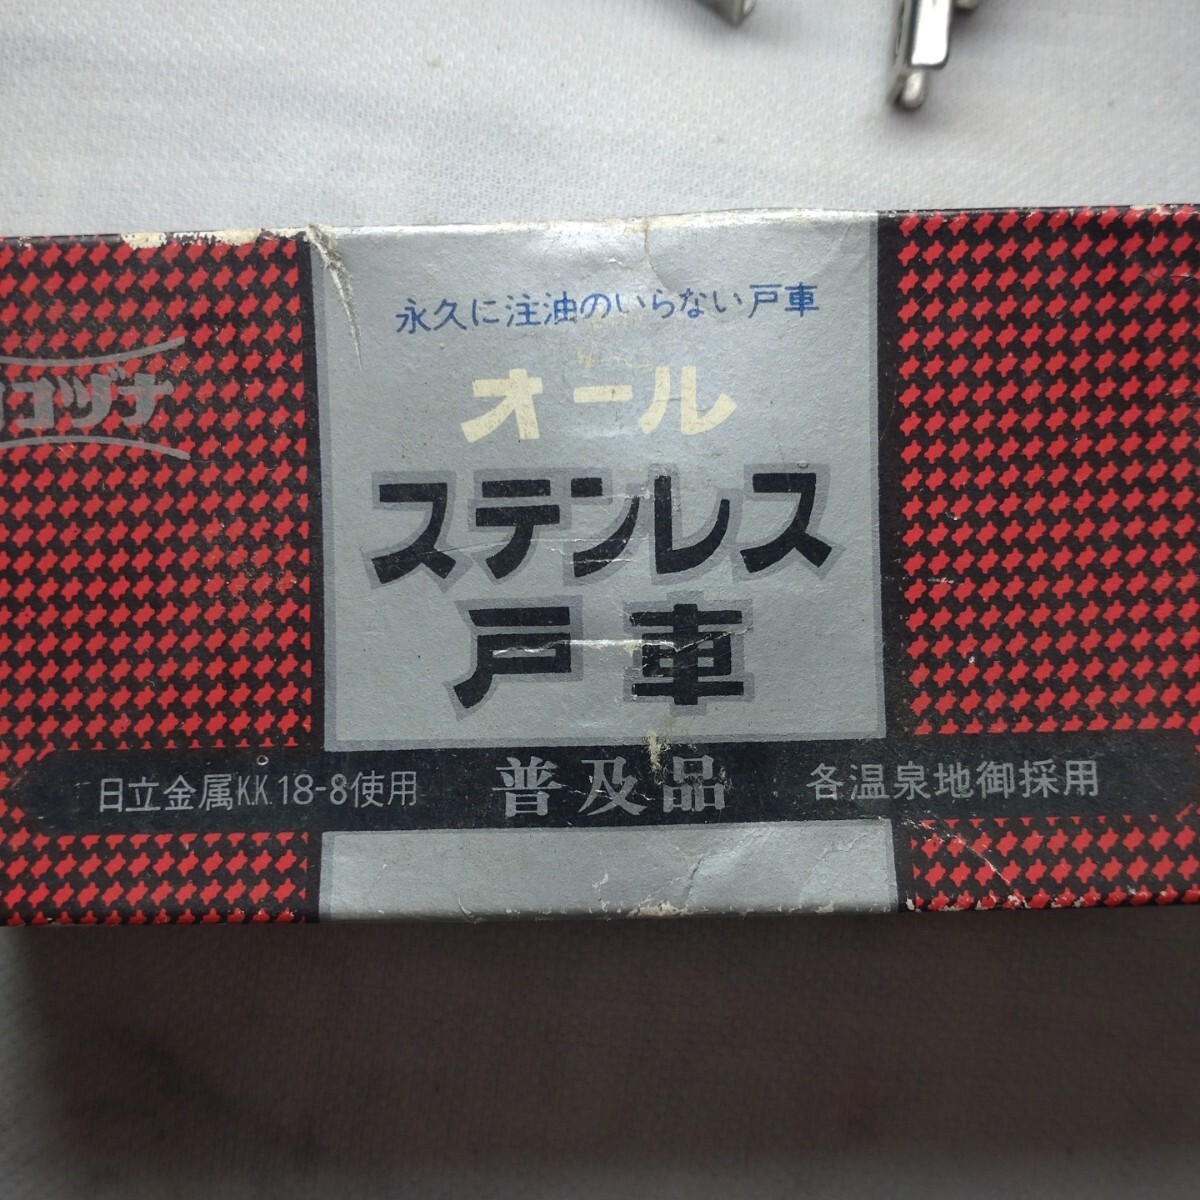 永久に注油のいらない戸車
ヨコヅナ
オール
ステンレス
戸車
日立金属K.K.18-8使用
普及品
各温泉地御採用